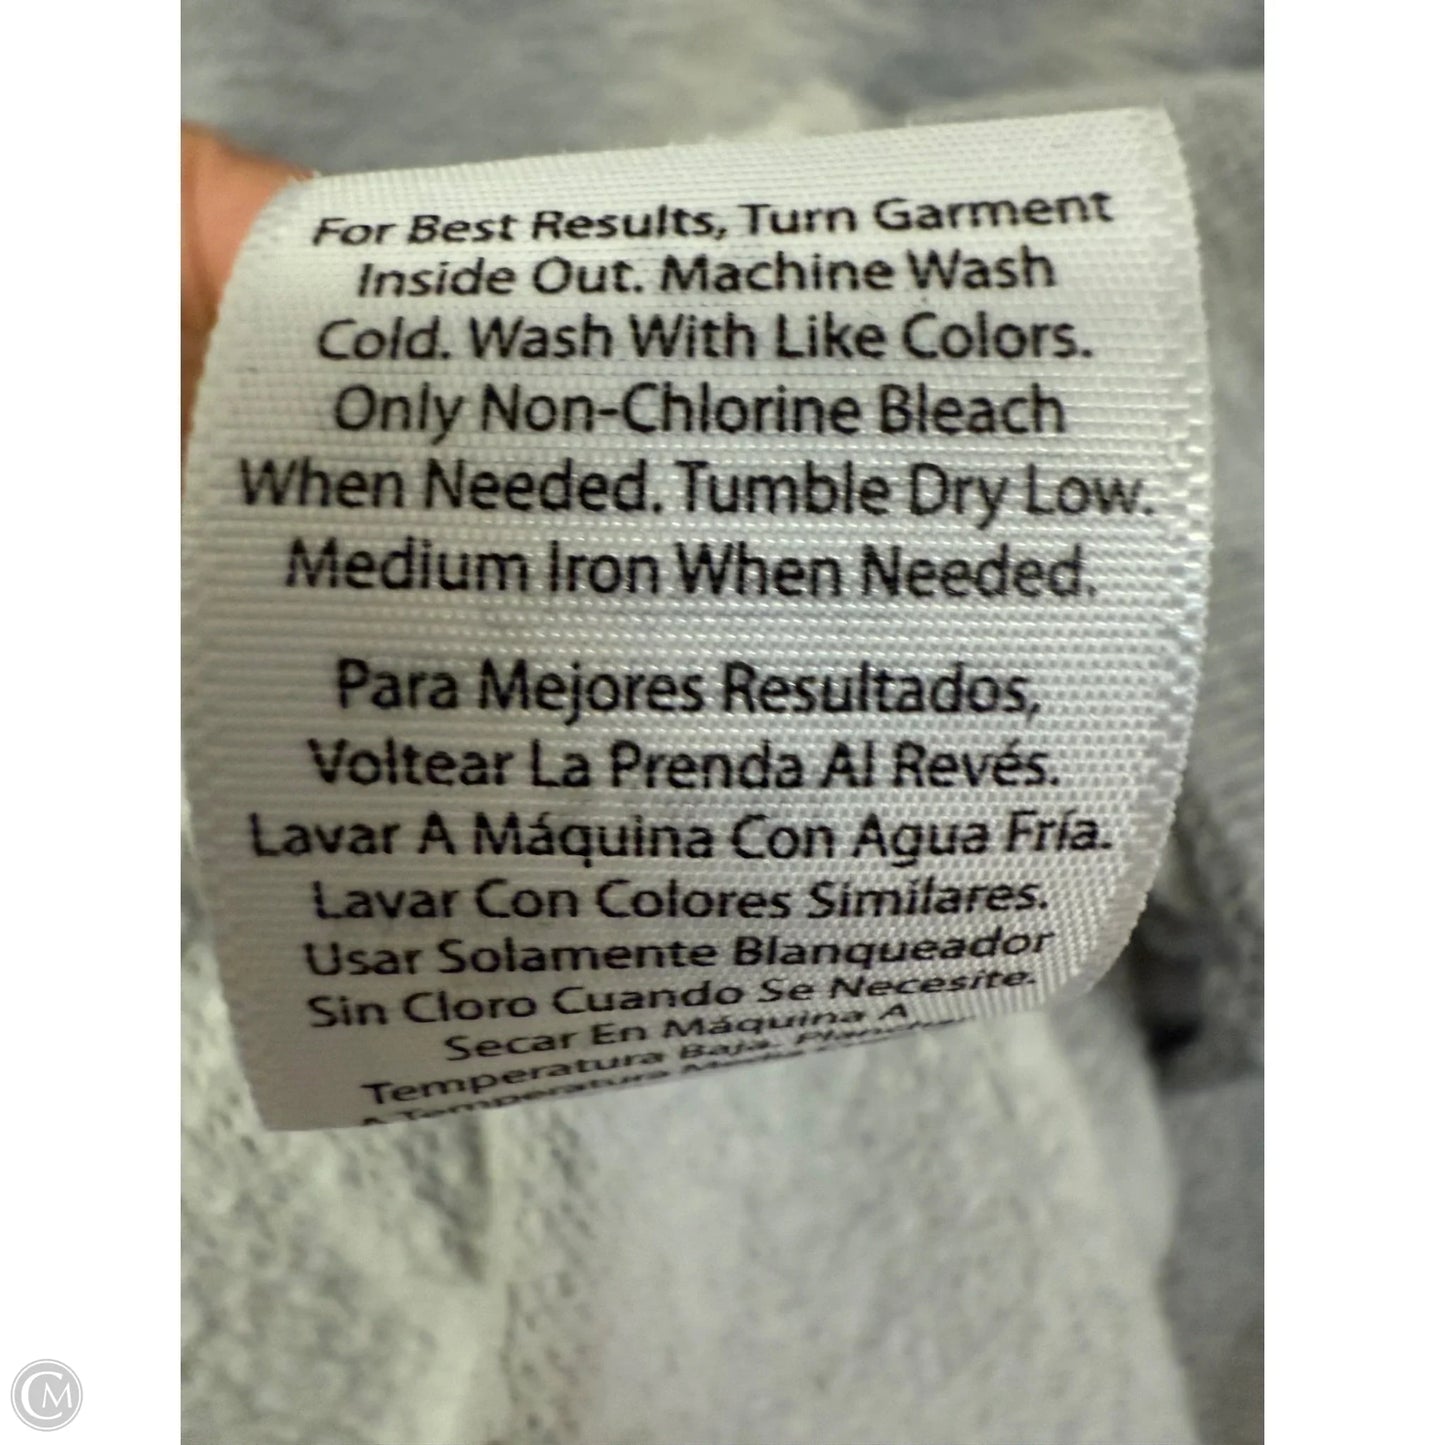 For Best Results, Turn Garment
Inside Out. Machine Wash
Cold. Wash With Like Colors.
Only Non-Chlorine Bleach
When Needed. Tumble Dry Low.
Medium Iron When Needed.
Para Mejores Resultados,
Voltear La Prenda Al Revés.
Lavar A Máquina Con Agua Fría.
Lavar Con Colores Similares.
Usar Solamente Blanqueador
Sin Cloro Cuando Se Necesite.
Secar En Máquina A
Temperatura Baja.
A Temperatura Media
CM